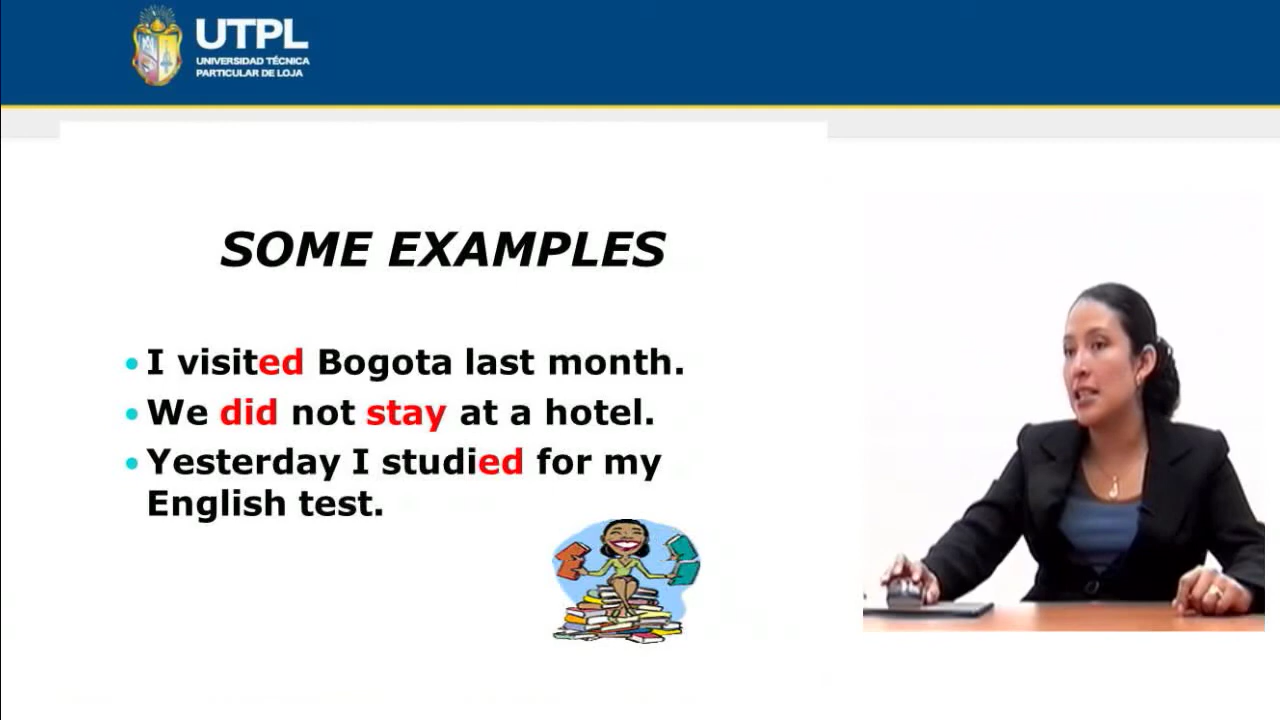 UTPL
UNIVERSIDAD TÉCNICA
PARTICULAR DE LOJA
SOME EXAMPLES
• I visited Bogota last month.
• We did not stay at a hotel.
• Yesterday I studied for my
English test.